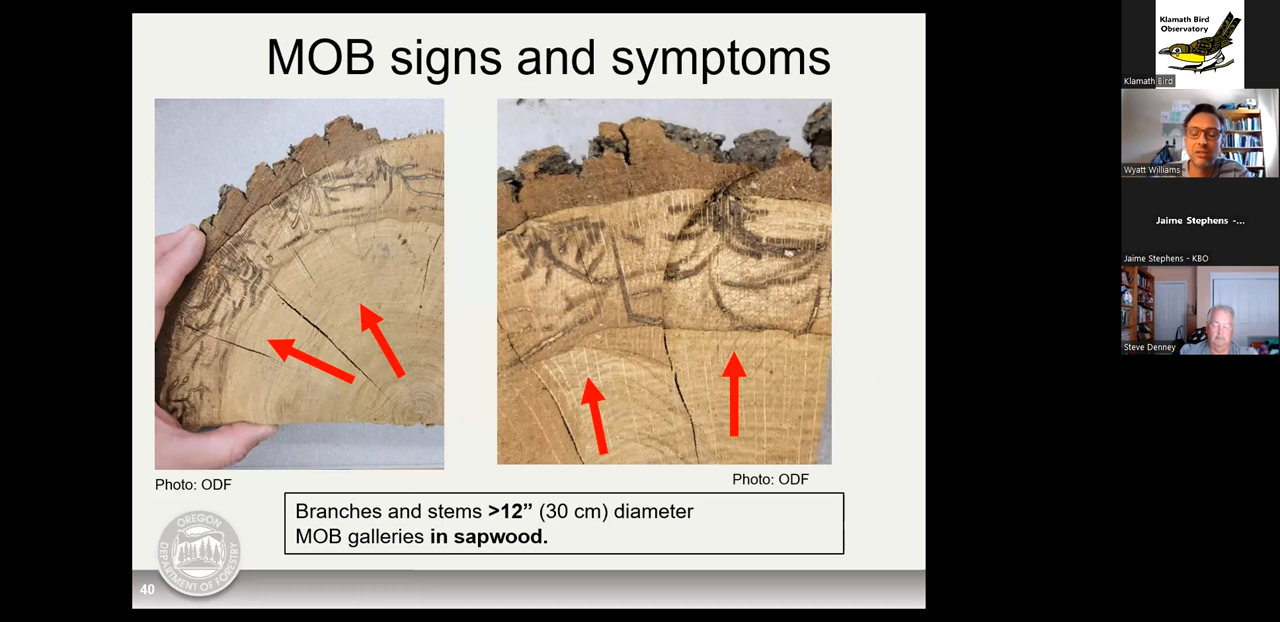 MOB signs and symptoms
Photo: ODF
Photo: ODF
Branches and stems >12” (30 cm) diameter
MOB galleries in sapwood.
OREGON
DEPARTMENT OF FORESTRY
40
Klamath Bird
Observatory
Klamath Bird
Wyatt Williams
Jaime Stephens -...
Jaime Stephens - KBO
Steve Denney